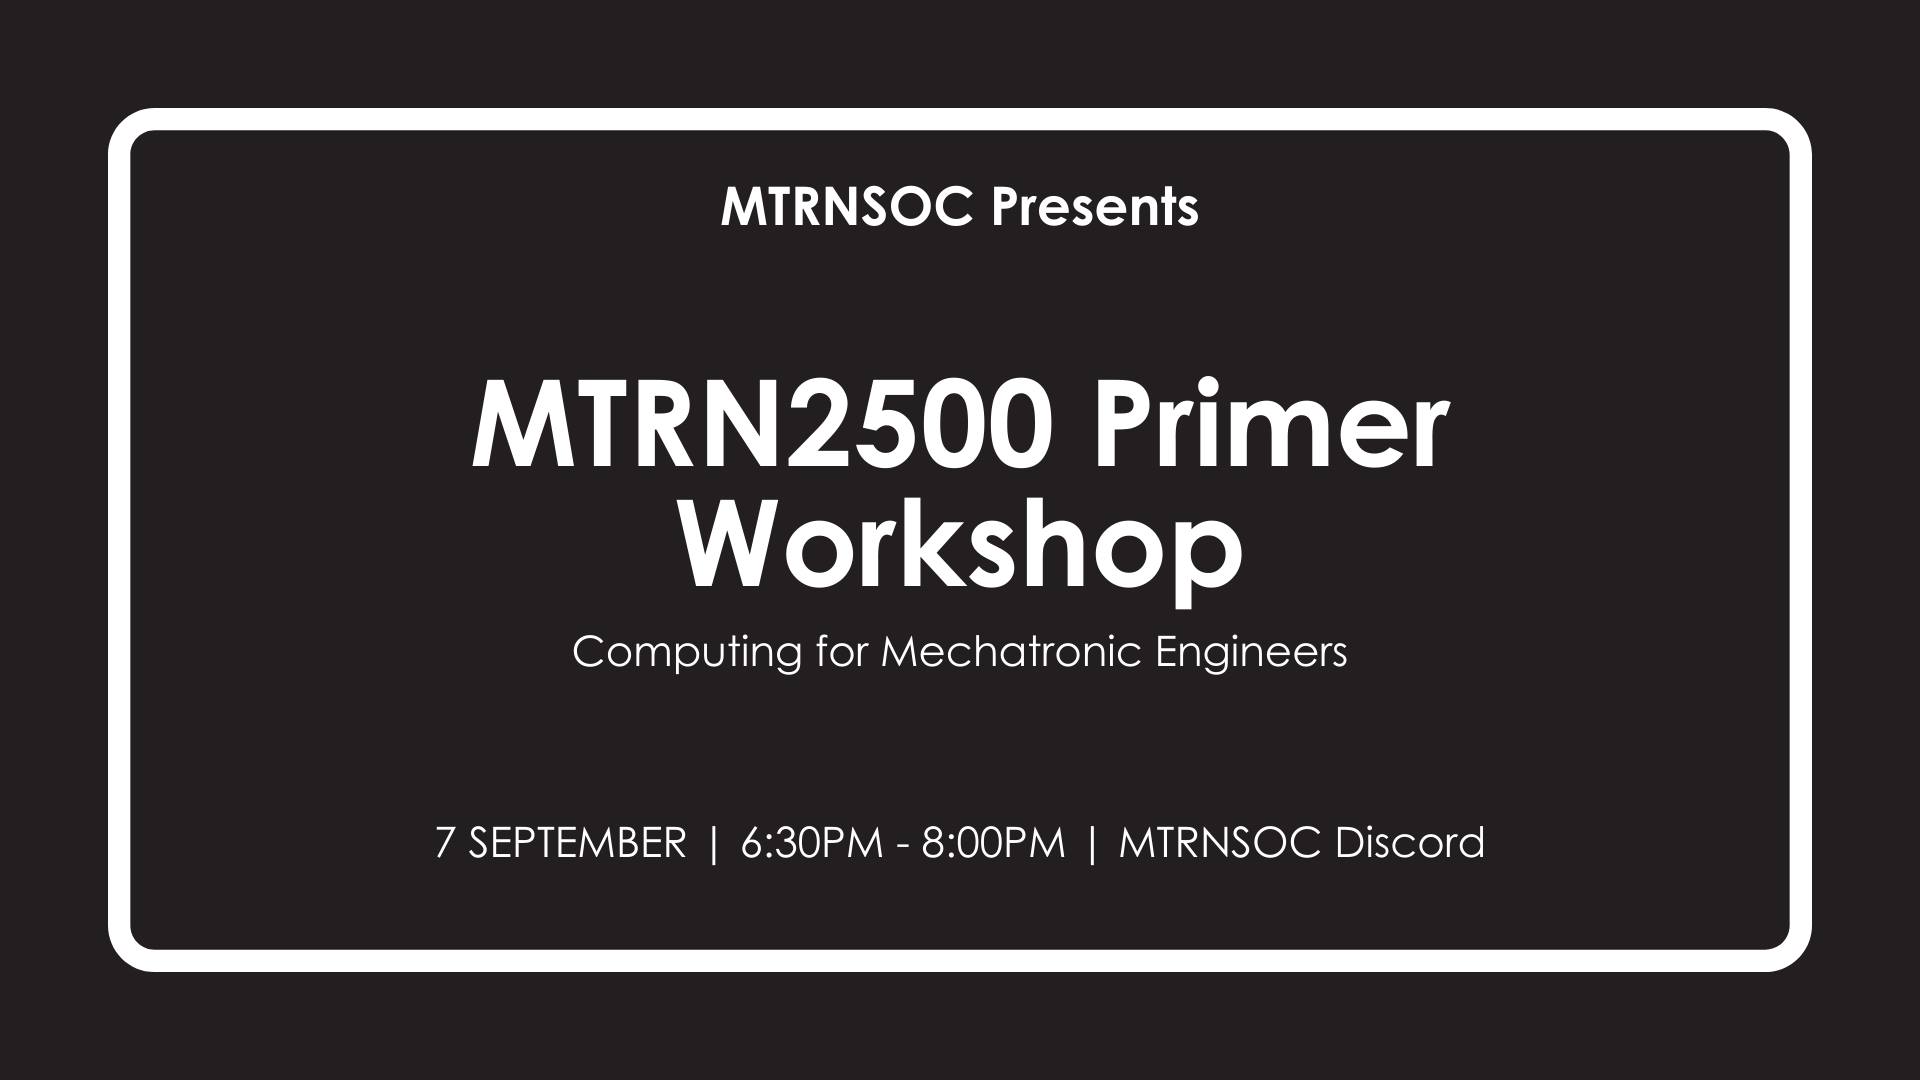 MTRNSOC Presents
MTRN2500 Primer
Workshop
Computing for Mechatronic Engineers
7 SEPTEMBER | 6:30PM - 8:00PM | MTRNSOC Discord